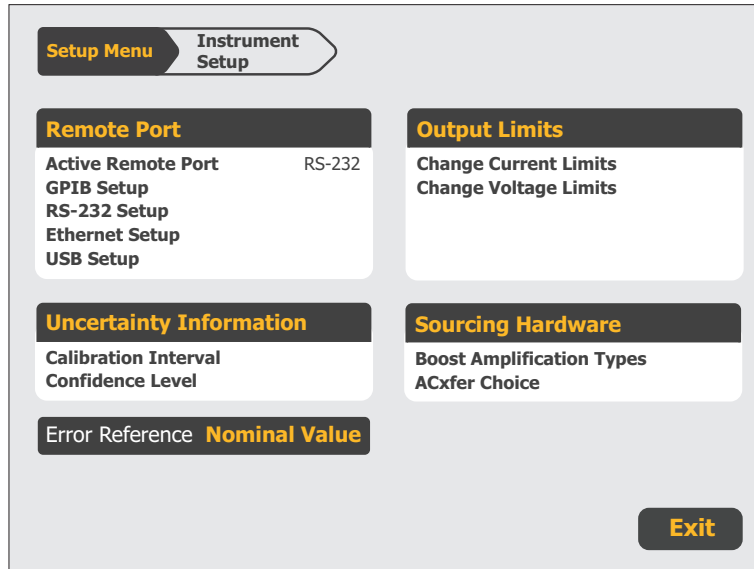 Setup Menu
Instrument
Setup
Remote Port
Active Remote Port RS-232
GPIB Setup
RS-232 Setup
Ethernet Setup
USB Setup
Output Limits
Change Current Limits
Change Voltage Limits
Uncertainty Information
Calibration Interval
Confidence Level
Sourcing Hardware
Boost Amplification Types
ACxfer Choice
Error Reference Nominal Value
Exit